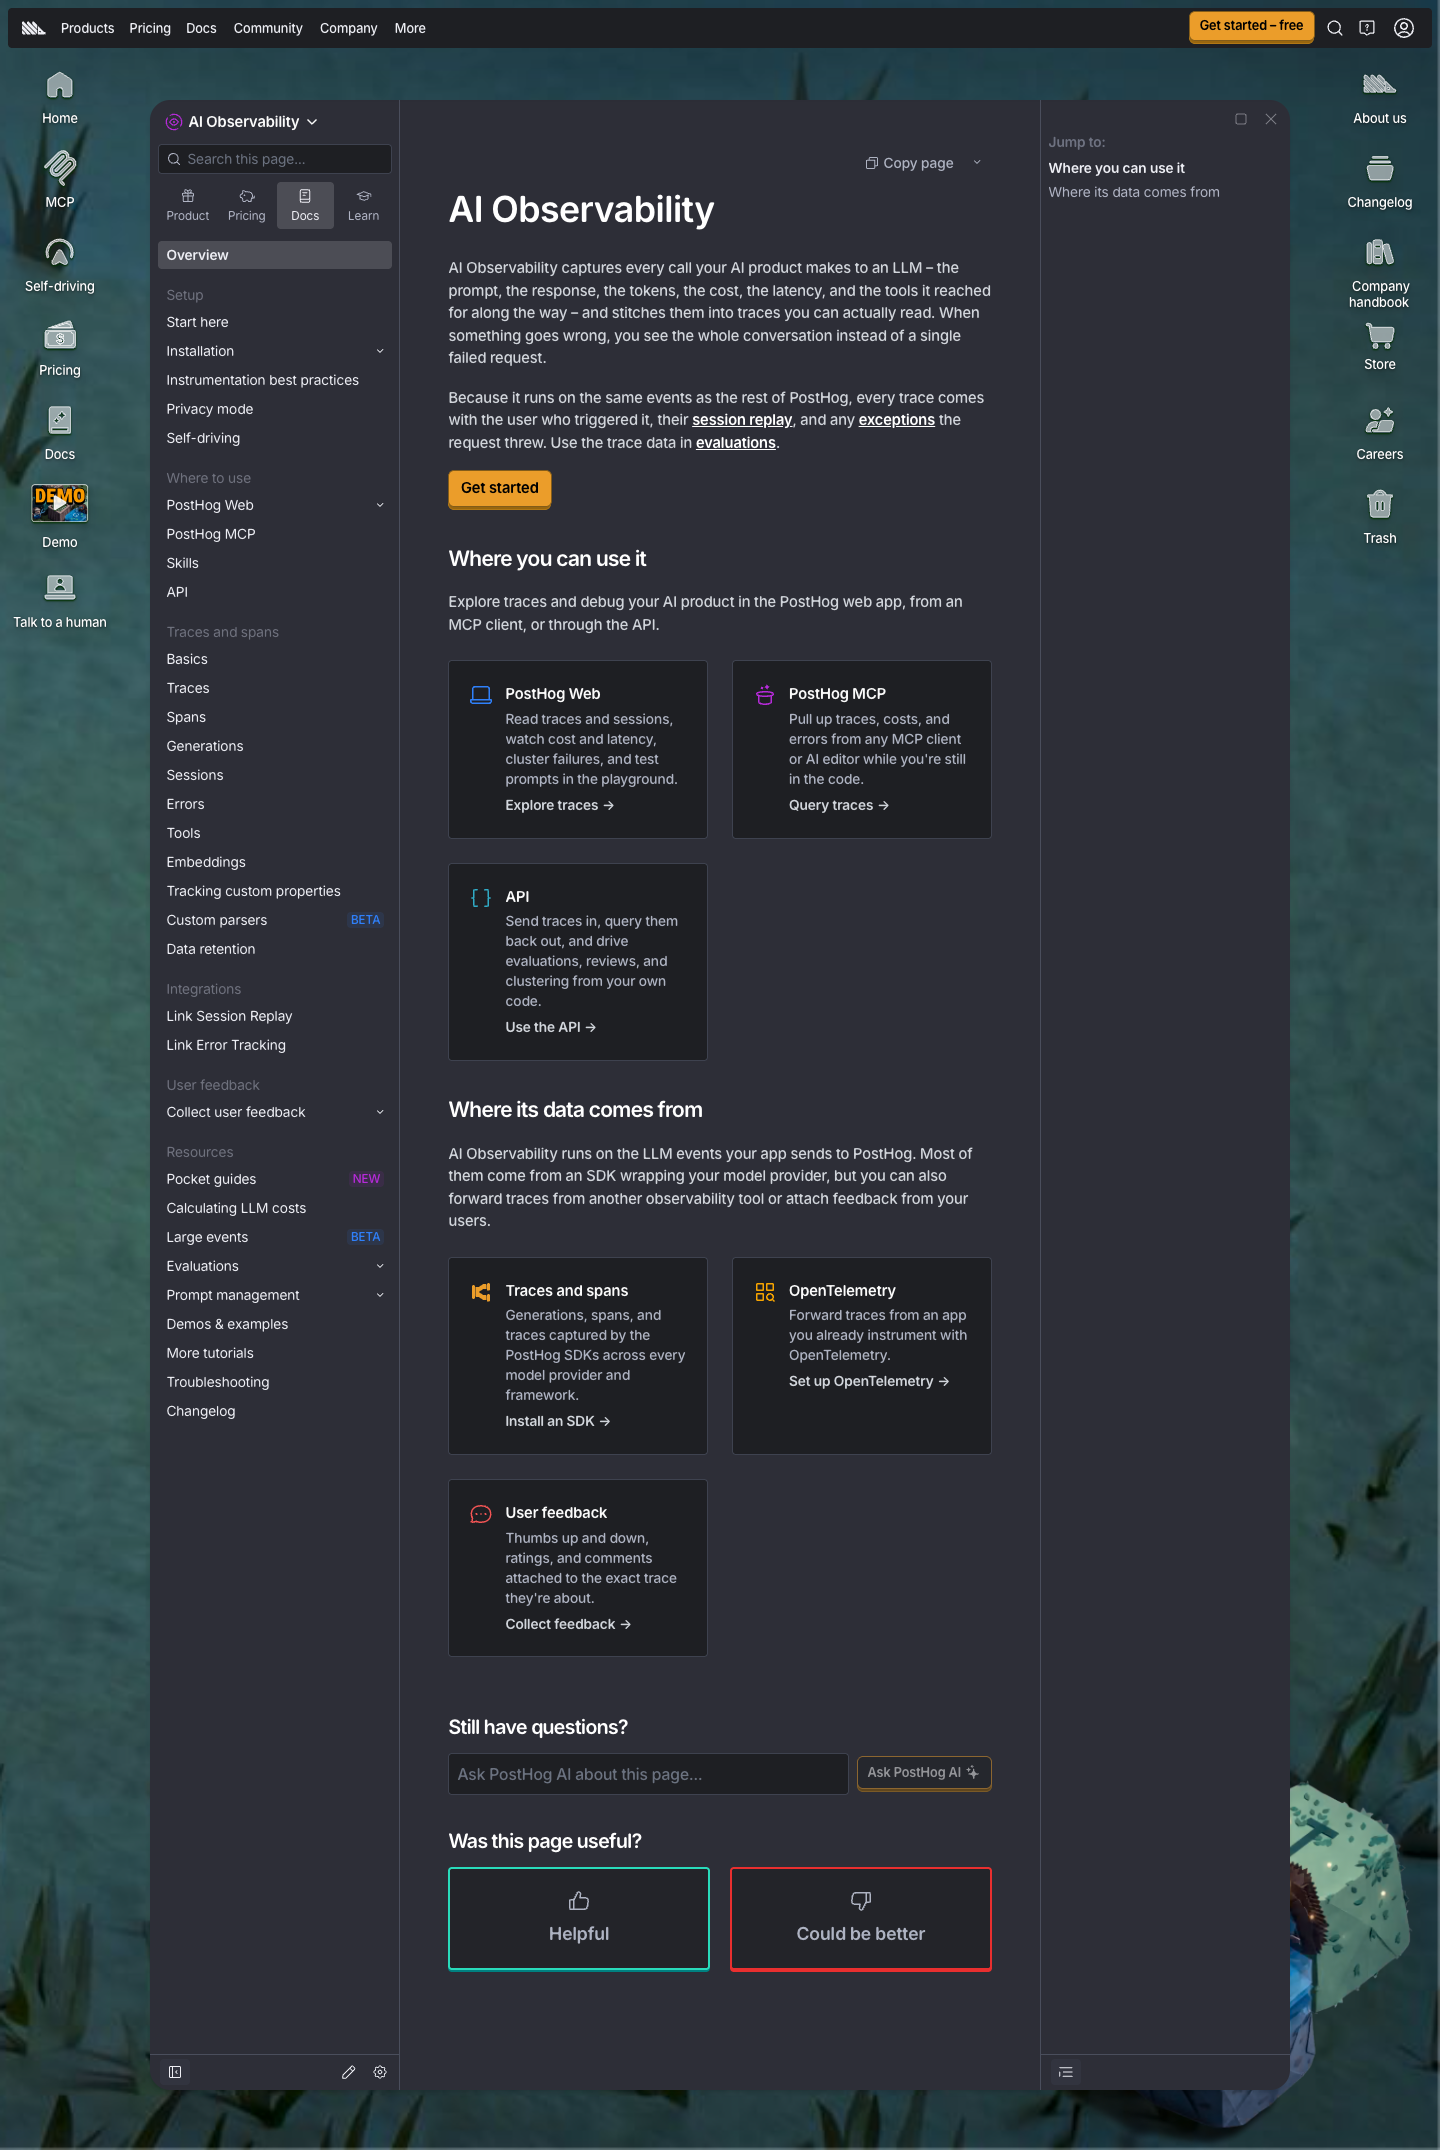 Products Pricing Docs Community Company More
Get started – free
Home
MCP
Self-driving
Pricing
Docs
DEMO
Demo
Talk to a human
AI Observability
Search this page...
Product Pricing Docs Learn
Overview
Setup
Start here
Installation
Instrumentation best practices
Privacy mode
Self-driving
Where to use
PostHog Web
PostHog MCP
Skills
API
Traces and spans
Basics
Traces
Spans
Generations
Sessions
Errors
Tools
Embeddings
Tracking custom properties
Custom parsers BETA
Data retention
Integrations
Link Session Replay
Link Error Tracking
User feedback
Collect user feedback
Resources
Pocket guides NEW
Calculating LLM costs
Large events BETA
Evaluations
Prompt management
Demos & examples
More tutorials
Troubleshooting
Changelog
Copy page
AI Observability
AI Observability captures every call your AI product makes to an LLM – the
prompt, the response, the tokens, the cost, the latency, and the tools it reached
for along the way – and stitches them into traces you can actually read. When
something goes wrong, you see the whole conversation instead of a single
failed request.
Because it runs on the same events as the rest of PostHog, every trace comes
with the user who triggered it, their session replay, and any exceptions the
request threw. Use the trace data in evaluations.
Get started
Where you can use it
Explore traces and debug your AI product in the PostHog web app, from an
MCP client, or through the API.
PostHog Web
Read traces and sessions,
watch cost and latency,
cluster failures, and test
prompts in the playground.
Explore traces →
PostHog MCP
Pull up traces, costs, and
errors from any MCP client
or AI editor while you're still
in the code.
Query traces →
API
Send traces in, query them
back out, and drive
evaluations, reviews, and
clustering from your own
code.
Use the API →
Where its data comes from
AI Observability runs on the LLM events your app sends to PostHog. Most of
them come from an SDK wrapping your model provider, but you can also
forward traces from another observability tool or attach feedback from your
users.
Traces and spans
Generations, spans, and
traces captured by the
PostHog SDKs across every
model provider and
framework.
Install an SDK →
OpenTelemetry
Forward traces from an app
you already instrument with
OpenTelemetry.
Set up OpenTelemetry →
User feedback
Thumbs up and down,
ratings, and comments
attached to the exact trace
they're about.
Collect feedback →
Still have questions?
Ask PostHog AI about this page...
Ask PostHog AI
Was this page useful?
Helpful
Could be better
Jump to:
Where you can use it
Where its data comes from
About us
Changelog
Company
handbook
Store
Careers
Trash